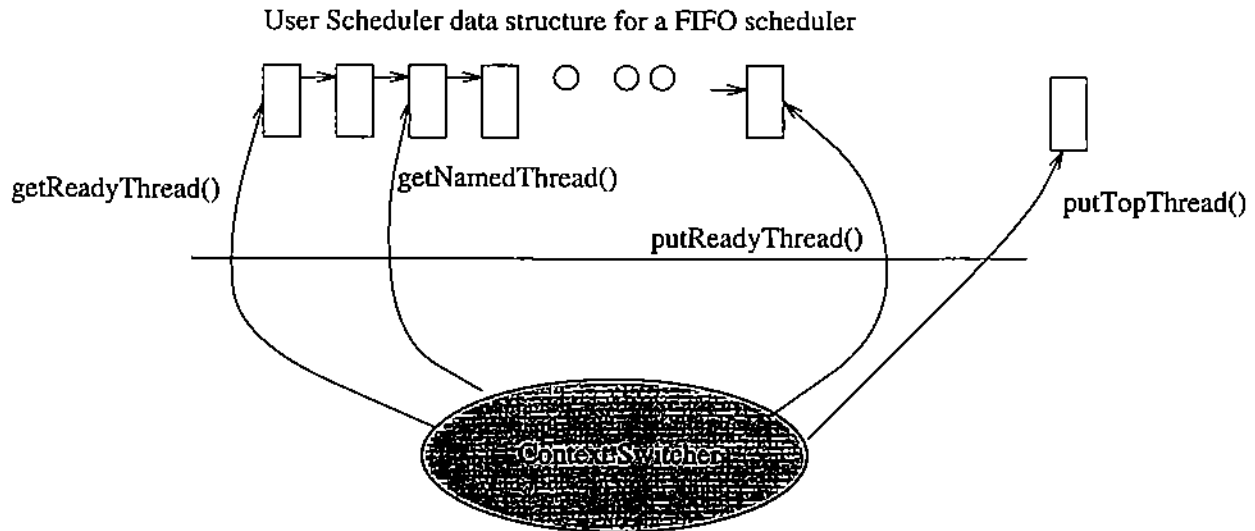 User Scheduler data structure for a FIFO scheduler
getReadyThread()
getNamedThread()
putTopThread()
putReadyThread()
Context Switcher